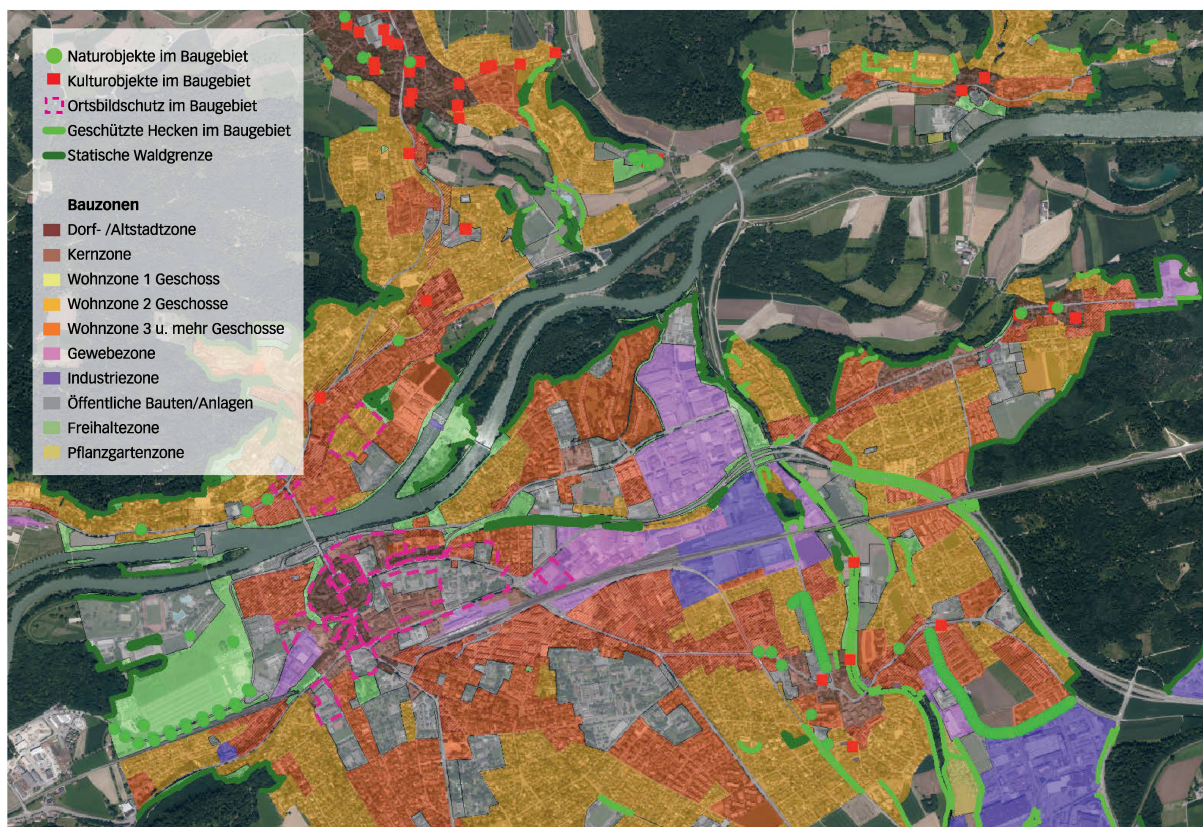 Naturobjekte im Baugebiet
Kulturobjekte im Baugebiet
Ortsbildschutz im Baugebiet
Geschützte Hecken im Baugebiet
Statische Waldgrenze
Bauzonen
Dorf- /Altstadtzone
Kernzone
Wohnzone 1 Geschoss
Wohnzone 2 Geschosse
Wohnzone 3 u. mehr Geschosse
Gewebezone
Industriezone
Öffentliche Bauten/Anlagen
Freihaltezone
Pflanzgartenzone